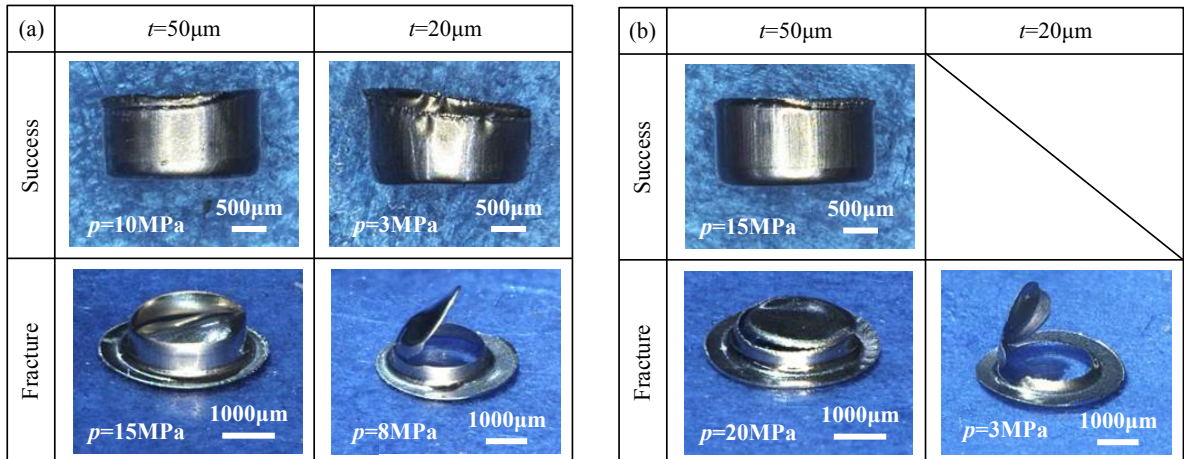 (a) t=50μm t=20μm
Success
500μm
p=10MPa
500μm
p=3MPa
Fracture
1000μm
p=15MPa
1000μm
p=8MPa
(b) t=50μm t=20μm
Success
500μm
p=15MPa
Fracture
1000μm
p=20MPa
1000μm
p=3MPa